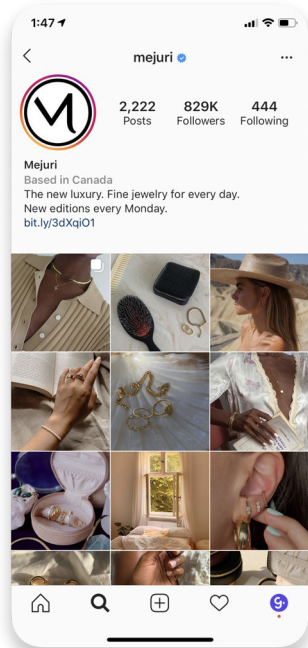 1:47
mejuri
2,222
829K
444
Posts
Followers
Following
Mejuri
Based in Canada
The new luxury. Fine jewelry for every day.
New editions every Monday.
bit.ly/3dXqiO1